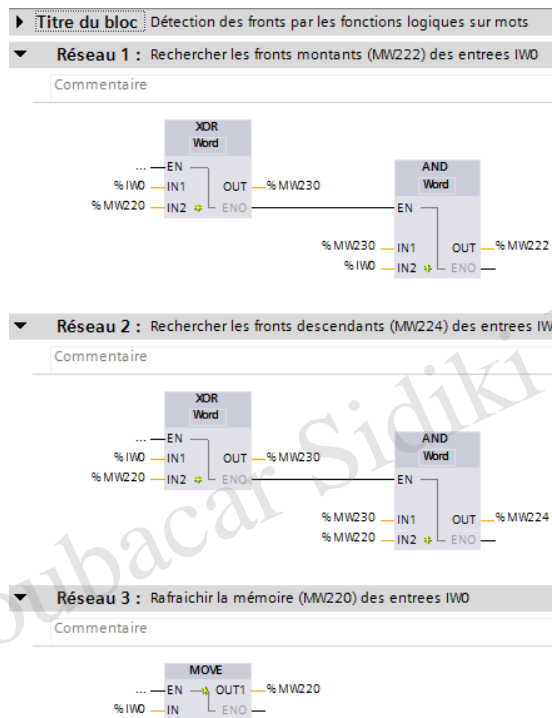 Titre du bloc Détection des fronts par les fonctions logiques sur mots
Réseau 1 : Rechercher les fronts montants (MW222) des entrees IW0
Commentaire
XOR
Word
... EN
%IW0 IN1 OUT %MW230
%MW220 IN2 ENO
AND
Word
EN
%MW230 IN1 OUT %MW222
%IW0 IN2 ENO
Réseau 2 : Rechercher les fronts descendants (MW224) des entrees IW
Commentaire
XOR
Word
... EN
%IW0 IN1 OUT %MW230
%MW220 IN2 ENO
AND
Word
EN
%MW230 IN1 OUT %MW224
%MW220 IN2 ENO
Réseau 3 : Rafraichir la mémoire (MW220) des entrees IW0
Commentaire
MOVE
... EN OUT1 %MW220
%IW0 IN ENO
oubacar Sidiki